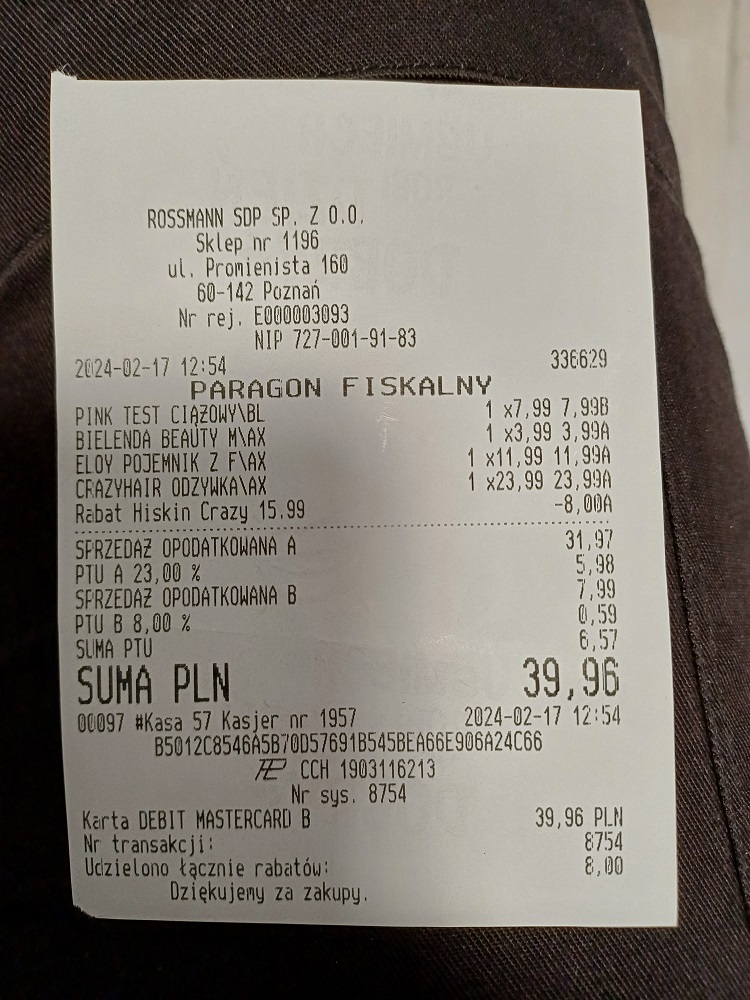 ROSSMANN SDP SP. Z O.O.
Sklep nr 1196
ul. Promienista 160
60-142 Poznań
Nr rej. E000003093
NIP 727-001-91-83
2024-02-17 12:54 336629
PARAGON FISKALNY
PINK TEST CIĄŻOWY\BL 1 x7,99 7,99B
BIELENDA BEAUTY M\AX 1 x3,99 3,99A
ELOY POJEMNIK Z F\AX 1 x11,99 11,99A
CRAZYHAIR ODZYWKA\AX 1 x23,99 23,99A
Rabat Hiskin Crazy 15.99 -8,00A
SPRZEDAŻ OPODATKOWANA A 31,97
PTU A 23,00 % 5,98
SPRZEDAŻ OPODATKOWANA B 7,99
PTU B 8,00 % 0,59
SUMA PTU 6,57
SUMA PLN 39,96
00097 #Kasa 57 Kasjer nr 1957 2024-02-17 12:54
B5012C8546A5B70D57691B545BEA66E906A24C66
CCH 1903116213
Nr sys. 8754
Karta DEBIT MASTERCARD B 39,96 PLN
Nr transakcji: 8754
Udzielono łącznie rabatów: 8,00
Dziękujemy za zakupy.